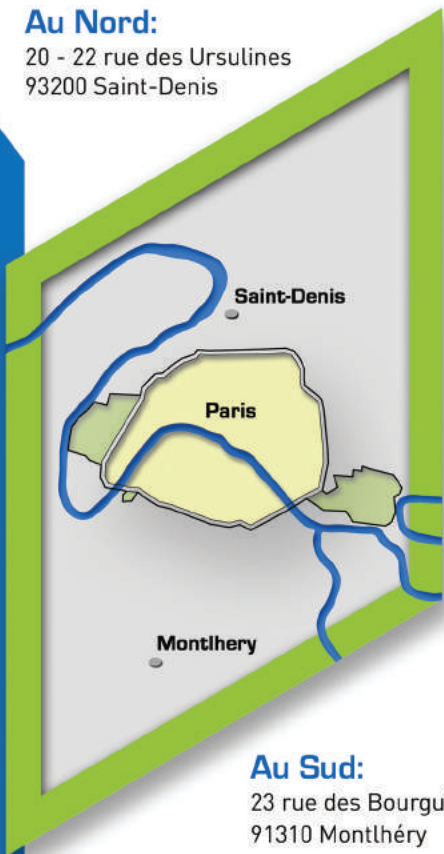 Au Nord:
20 - 22 rue des Ursulines
93200 Saint-Denis
Saint-Denis
Paris
Montlhery
Au Sud:
23 rue des
91310 Montlhéry